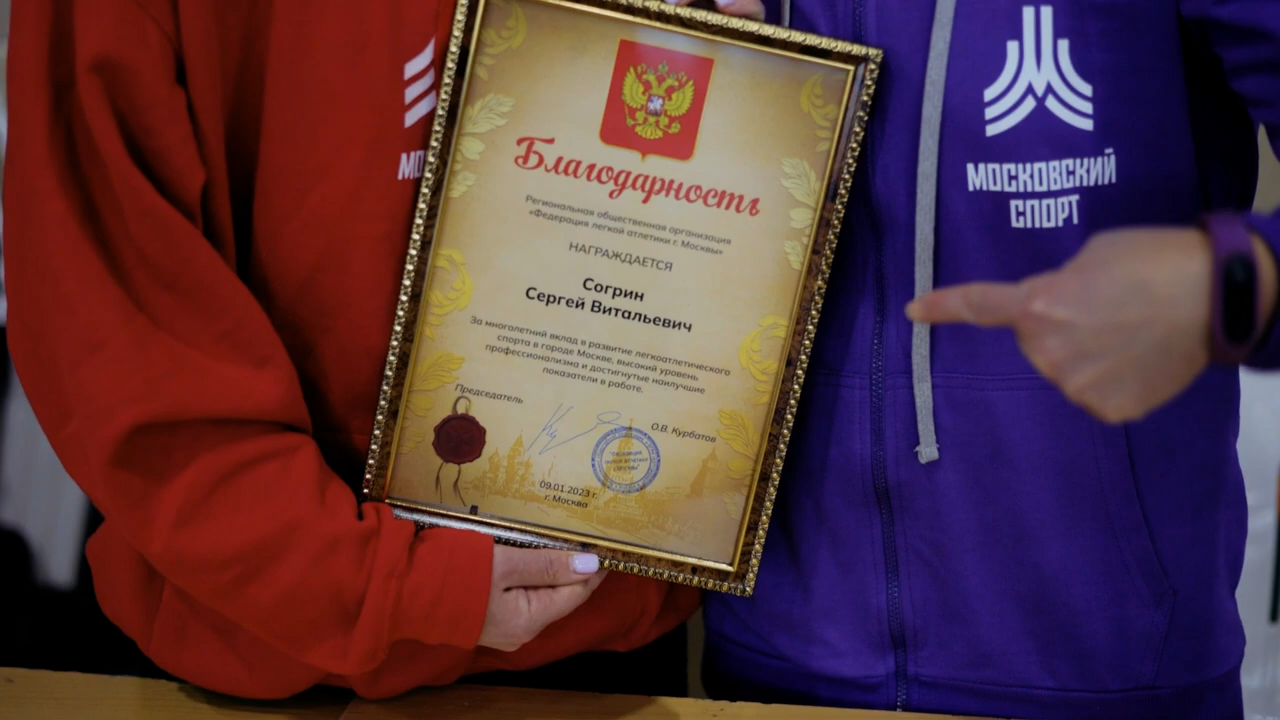 Благодарность
Региональная общественная организация
«Федерация легкой атлетики г. Москвы»
НАГРАЖДАЕТСЯ
Согрин
Сергей Витальевич
За многолетний вклад в развитие легкоатлетического
спорта в городе Москве, высокий уровень
профессионализма и достигнутые наилучшие
показатели в работе.
Председатель
О.В. Курбатов
09.01.2023 г.
г. Москва
МОСКОВСКИЙ
СПОРТ